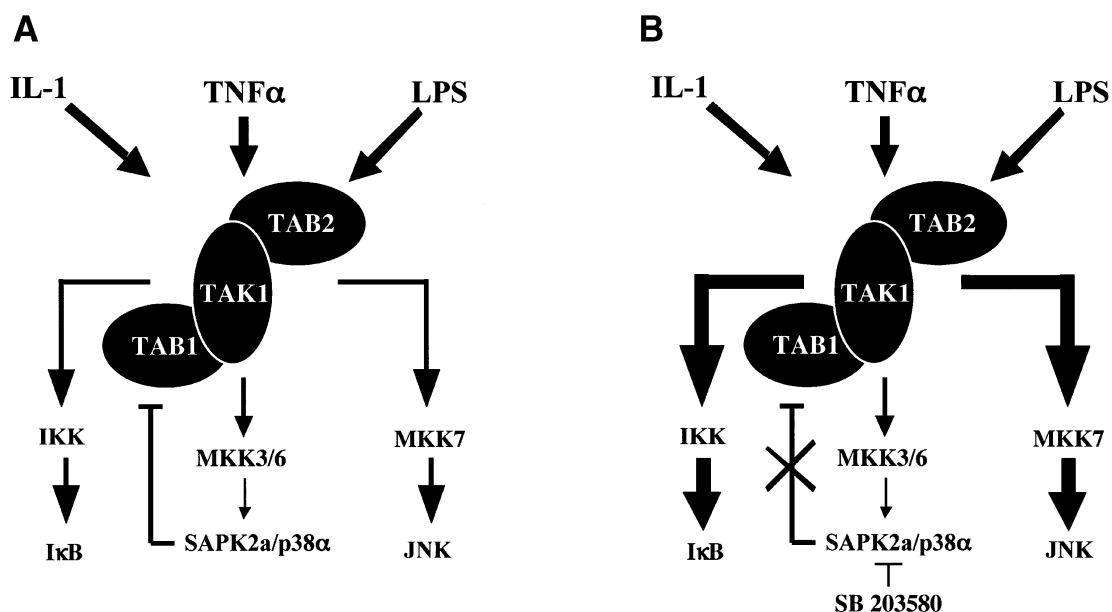 A
IL-1
TNFα
LPS
TAB2
TAK1
TAB1
IKK
MKK3/6
MKK7
IκB
SAPK2a/p38α
JNK
B
IL-1
TNFα
LPS
TAB2
TAK1
TAB1
IKK
MKK3/6
MKK7
IκB
SAPK2a/p38α
JNK
SB 203580